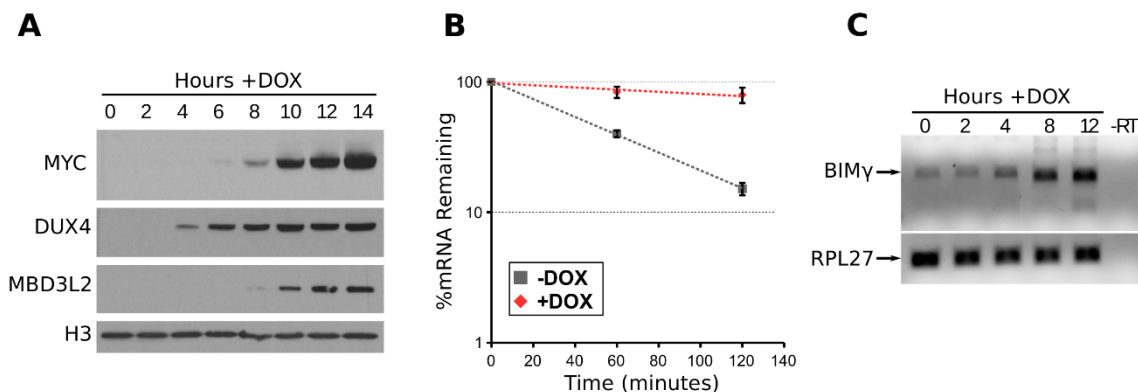 A
Hours +DOX
0 2 4 6 8 10 12 14
MYC
DUX4
MBD3L2
H3
B
%mRNA Remaining
100
10
1
-DOX
+DOX
0 20 40 60 80 100 120 140
Time (minutes)
C
Hours +DOX
0 2 4 8 12 -RT
BIMγ
RPL27